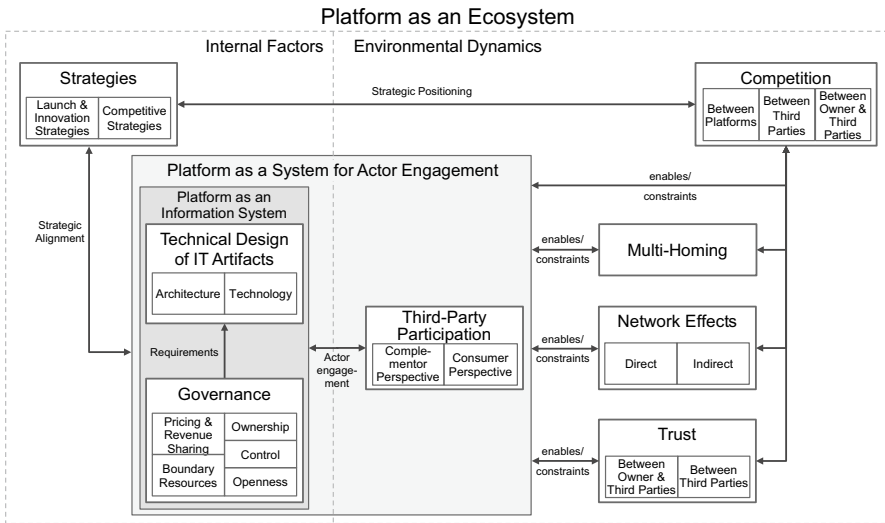 Platform as an Ecosystem
Internal Factors
Environmental Dynamics
Strategies
Launch &
Innovation
Strategies
Competitive
Strategies
Strategic Positioning
Competition
Between
Platforms
Between
Third
Parties
Between
Owner &
Third
Parties
Strategic
Alignment
Platform as a System for Actor Engagement
Platform as an
Information System
Technical Design
of IT Artifacts
Architecture
Technology
Requirements
Governance
Pricing &
Revenue
Sharing
Boundary
Resources
Ownership
Control
Openness
Actor
engage-
ment
Third-Party
Participation
Comple-
mentor
Perspective
Consumer
Perspective
enables/
constraints
enables/
constraints
Multi-Homing
enables/
constraints
Network Effects
Direct
Indirect
enables/
constraints
Trust
Between
Owner &
Third Parties
Between
Third Parties